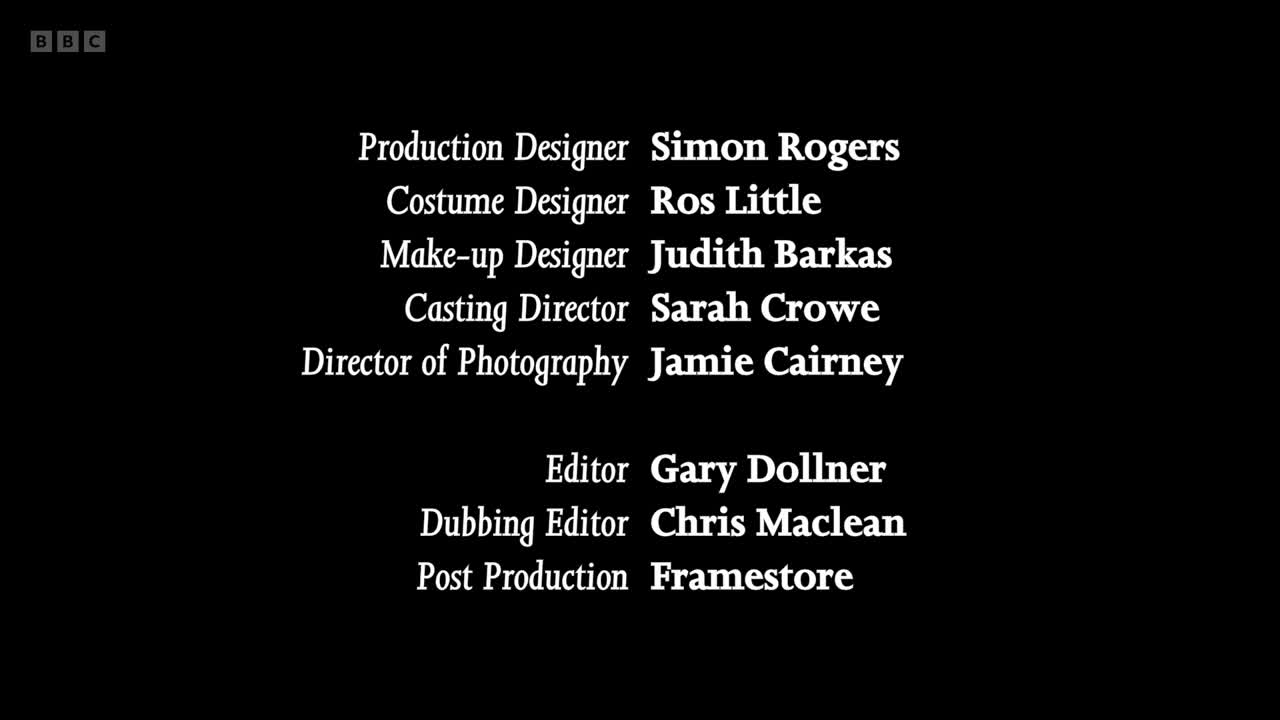 BBC
Production Designer Simon Rogers
Costume Designer Ros Little
Make-up Designer Judith Barkas
Casting Director Sarah Crowe
Director of Photography Jamie Cairney
Editor Gary Dollner
Dubbing Editor Chris Maclean
Post Production Framestore